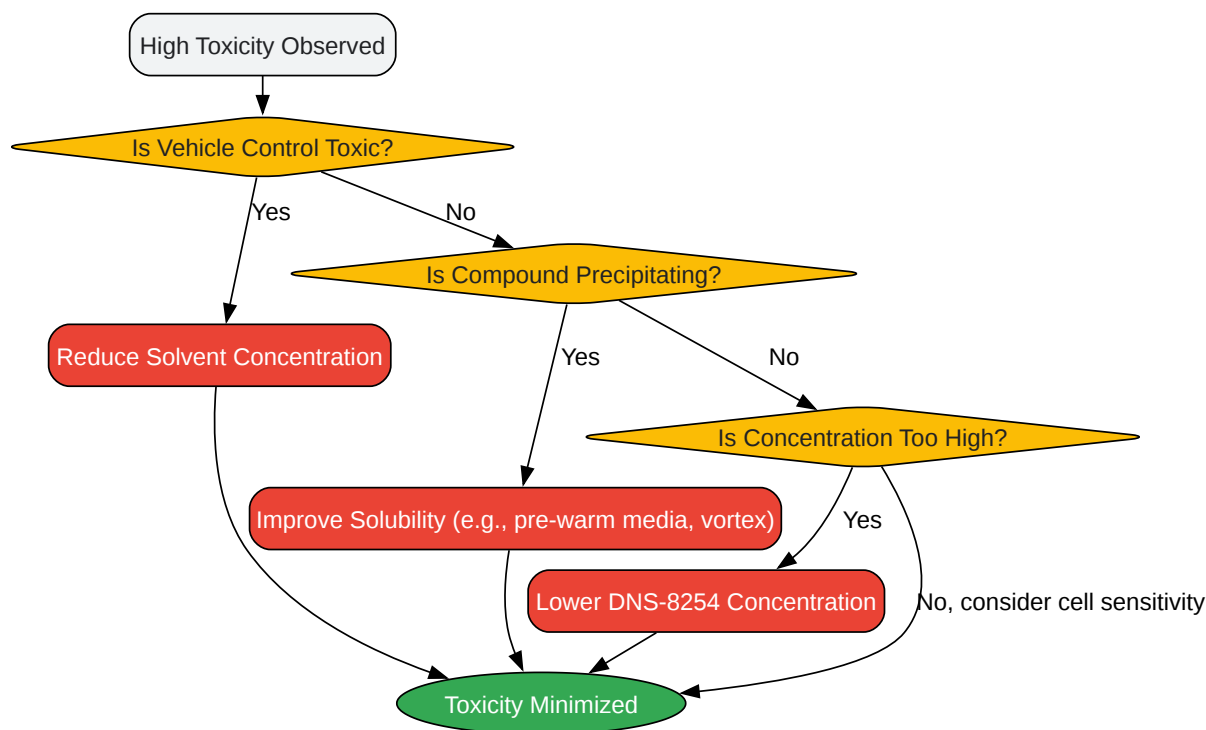 High Toxicity Observed
Is Vehicle Control Toxic?
Yes
No
Is Compound Precipitating?
Reduce Solvent Concentration
Yes
No
Is Concentration Too High?
Improve Solubility (e.g., pre-warm media, vortex)
Yes
Lower DNS-8254 Concentration
No, consider cell sensitivity
Toxicity Minimized